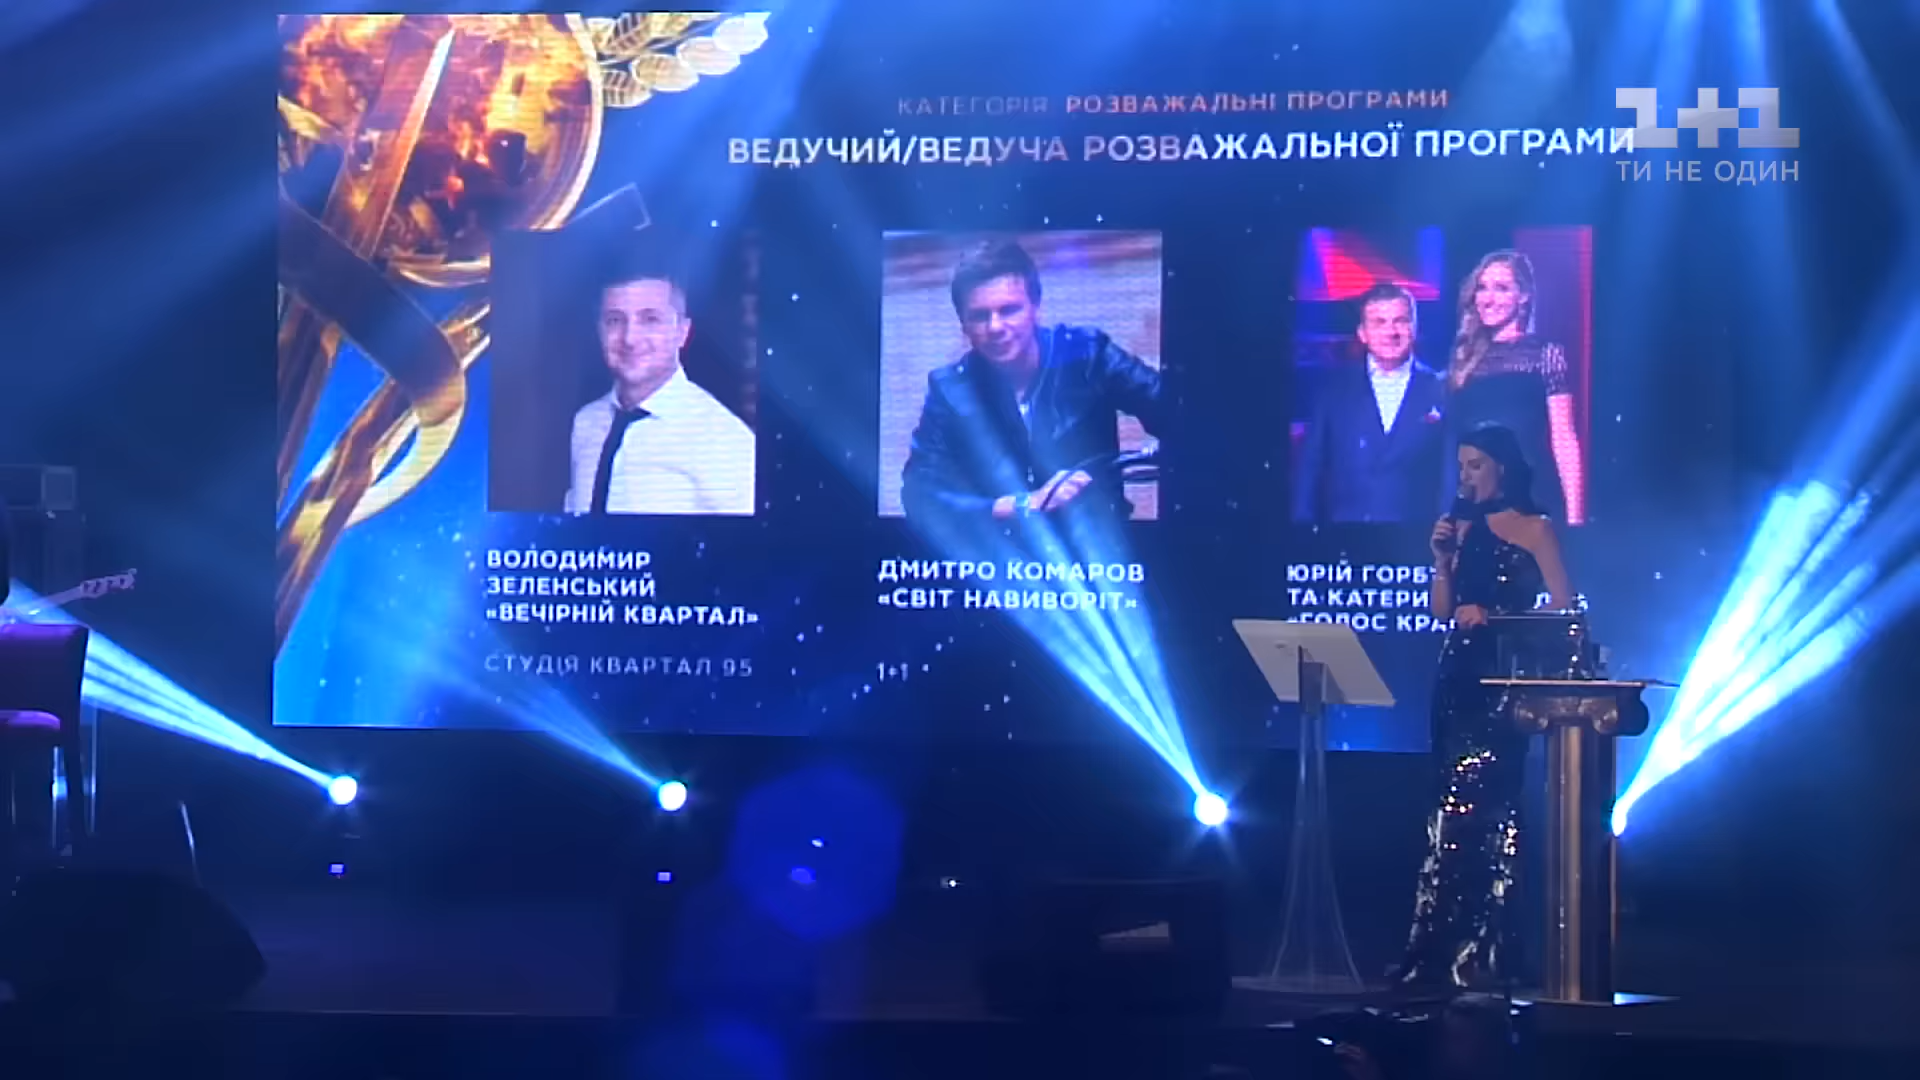 КАТЕГОРІЯ: РОЗВАЖАЛЬНІ ПРОГРАМИ
ВЕДУЧИЙ/ВЕДУЧА РОЗВАЖАЛЬНОЇ ПРОГРАМИ
1+1
ТИ НЕ ОДИН
ВОЛОДИМИР
ЗЕЛЕНСЬКИЙ
«ВЕЧІРНІЙ КВАРТАЛ»
СТУДІЯ КВАРТАЛ 95
ДМИТРО КОМАРОВ
«СВІТ НАВИВОРІТ»
1+1
ЮРІЙ
ТА
«ГОЛОС